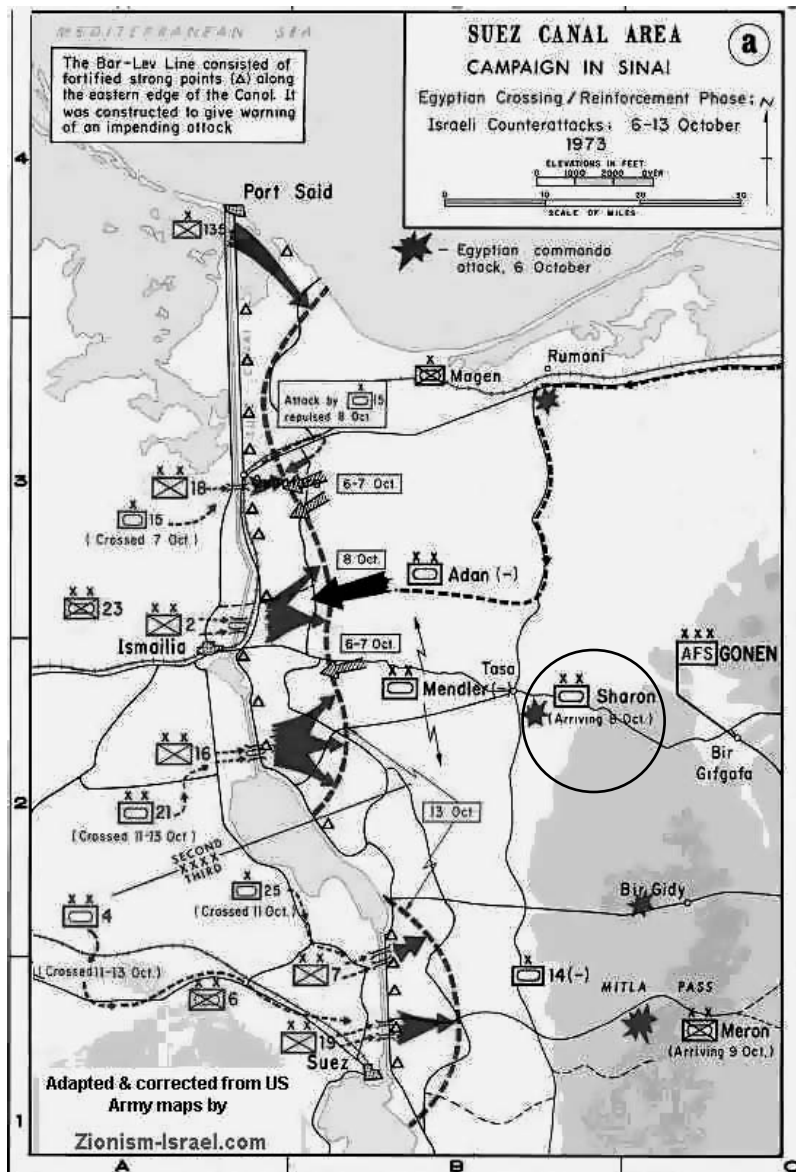 MEDITERRANEAN SEA
The Bar-Lev Line consisted of
fortified strong points (△) along
the eastern edge of the Canal. It
was constructed to give warning
of an impending attack
SUEZ CANAL AREA
a
CAMPAIGN IN SINAI
Egyptian Crossing/Reinforcement Phase;
N
Israeli Counterattacks: 6-13 October
1973
ELEVATIONS IN FEET
0 1000 2000 OVER
0 10 20 30
SCALE OF MILES
4
Port Said
X
135
- Egyptian commando
attack, 6 October
Rumani
X
Magen
Attack by
X
15
repulsed 8 Oct
3
X X
18
6-7 Oct.
X
15
(Crossed 7 Oct.)
8 Oct.
X X
Adan (-)
X X
23
X X
2
Ismailia
6-7 Oct.
X X X
AFS GONEN
X X
Mendler (-)
Tasa
X X
Sharon
(Arriving 8 Oct.)
X X
16
Bir
Gifgafa
2
X X
21
(Crossed 11-13 Oct)
13 Oct
SECOND
XXXX
THIRD
X
25
(Crossed 11 Oct.)
Bir Gidy
X X
4
(Crossed 11-13 Oct.)
X X
7
X
14(-)
MITLA PASS
X X
6
X X
19
Suez
X X
Meron
(Arriving 9 Oct.)
Adapted & corrected from US
Army maps by
Zionism-Israel.com
1
A B C